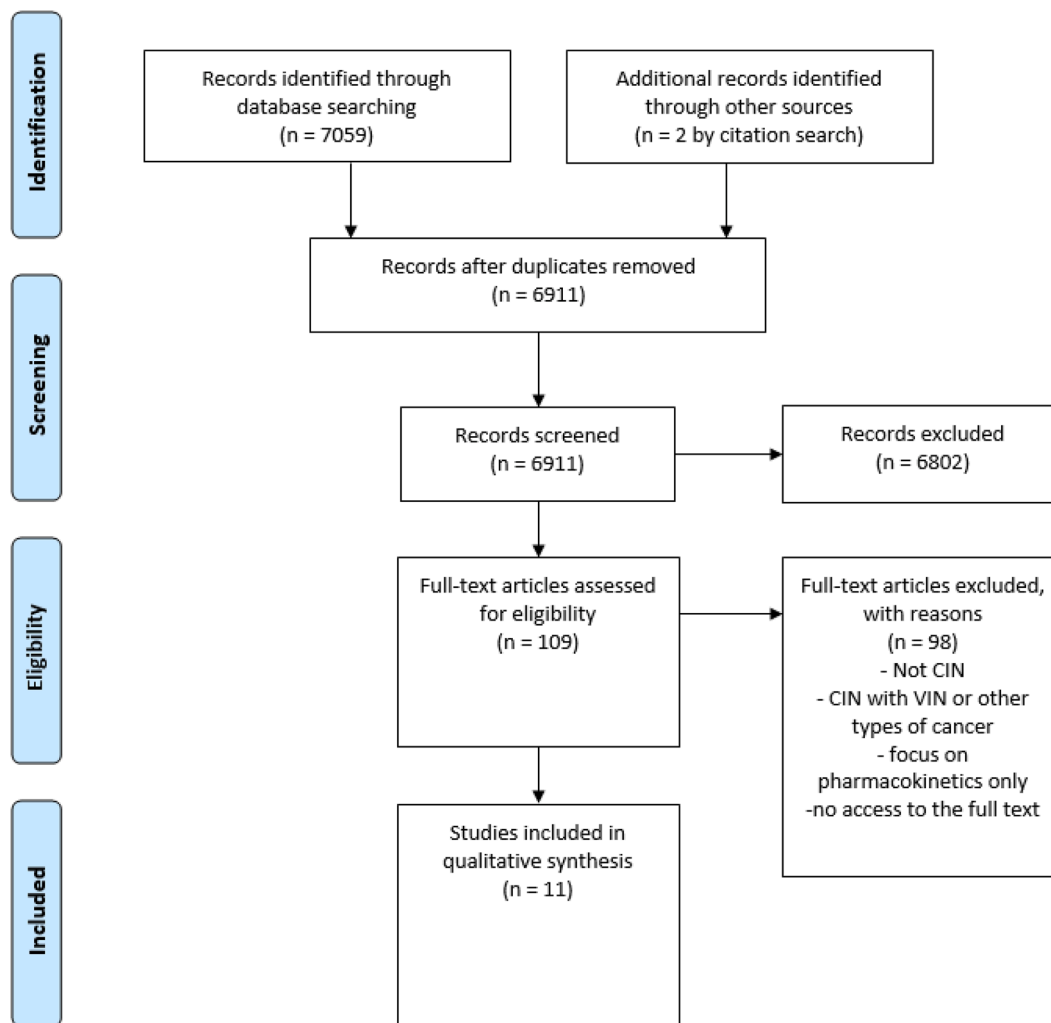 Identification
Records identified through
database searching
(n = 7059)
Additional records identified
through other sources
(n = 2 by citation search)
Records after duplicates removed
(n = 6911)
Screening
Records screened
(n = 6911)
Records excluded
(n = 6802)
Eligibility
Full-text articles assessed
for eligibility
(n = 109)
Full-text articles excluded,
with reasons
(n = 98)
- Not CIN
- CIN with VIN or other
types of cancer
- focus on
pharmacokinetics only
-no access to the full text
Included
Studies included in
qualitative synthesis
(n = 11)